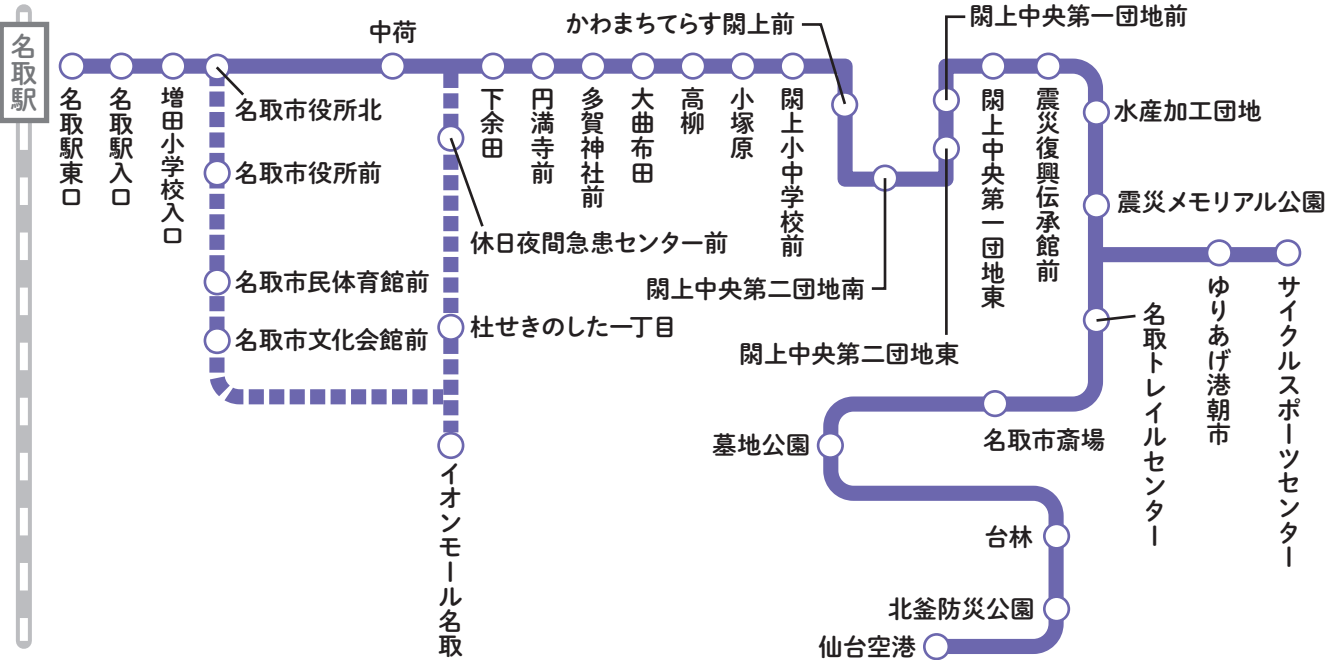 名取駅
名取駅東口
名取駅入口
増田小学校入口
名取市役所北
名取市役所前
名取市民体育館前
名取市文化会館前
中荷
休日夜間急患センター前
杜せきのした一丁目
イオンモール名取
下余田
円満寺前
多賀神社前
大曲布田
高柳
小塚原
閖上小中学校前
かわまちてらす閖上前
閖上中央第二団地南
閖上中央第二団地東
閖上中央第一団地前
閖上中央第一団地東
震災復興伝承館前
水産加工団地
震災メモリアル公園
ゆりあげ港朝市
サイクルスポーツセンター
名取トレイルセンター
名取市斎場
墓地公園
台林
北釜防災公園
仙台空港